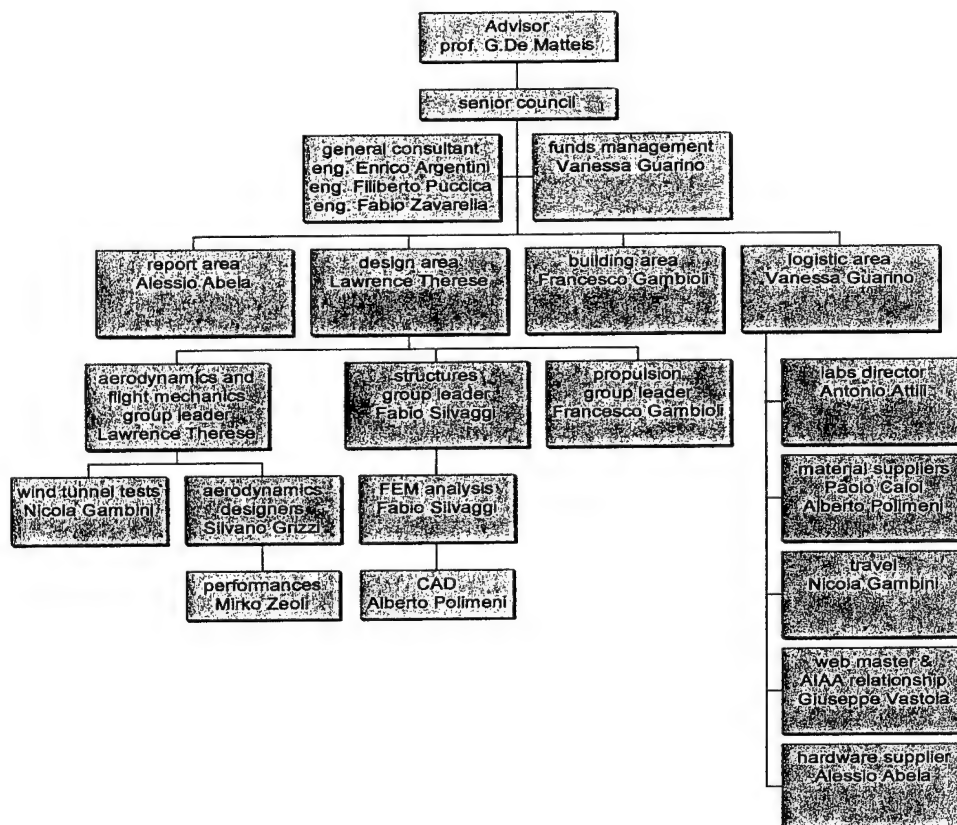 Advisor
prof. G.De Matteis
senior council
general consultant
eng. Enrico Argentini
eng. Filiberto Puccica
eng. Fabio Zavarella
funds management
Vanessa Guarino
report area
Alessio Abela
design area
Lawrence Therese
building area
Francesco Gambioli
logistic area
Vanessa Guarino
aerodynamics and
flight mechanics
group leader
Lawrence Therese
structures
group leader
Fabio Silvaggi
propulsion
group leader
Francesco Gambioli
labs director
Antonio Attili
wind tunnel tests
Nicola Gambini
aerodynamics
designers
Silvano Grizzi
FEM analysis
Fabio Silvaggi
material suppliers
Paolo Caiol
Alberto Polimeni
performances
Mirko Zeoli
CAD
Alberto Polimeni
travel
Nicola Gambini
web master &
AIAA relationship
Giuseppe Vastola
hardware supplier
Alessio Abela